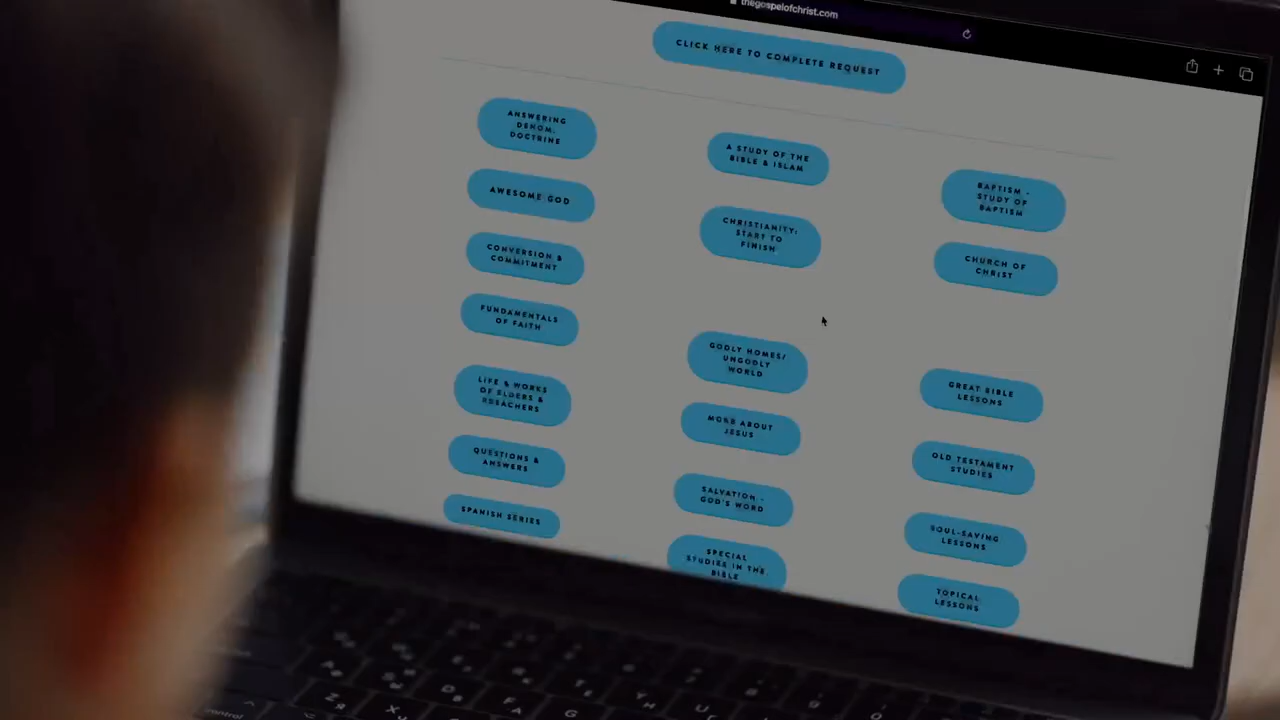 thegospelofchrist.com
CLICK HERE TO COMPLETE REQUEST
ANSWERING
DENOM.
DOCTRINE
A STUDY OF THE
BIBLE & ISLAM
BAPTISM -
STUDY OF
BAPTISM
AWESOME GOD
CHRISTIANITY:
START TO
FINISH
CHURCH OF
CHRIST
CONVERSION &
COMMITMENT
FUNDAMENTALS
OF FAITH
GODLY HOMES/
UNGODLY
WORLD
GREAT BIBLE
LESSONS
LIFE & WORKS
OF ELDERS &
PREACHERS
MORE ABOUT
JESUS
OLD TESTAMENT
STUDIES
QUESTIONS &
ANSWERS
SALVATION -
GOD'S WORD
SOUL-SAVING
LESSONS
SPANISH SERIES
SPECIAL
STUDIES IN THE
BIBLE
TOPICAL
LESSONS
control